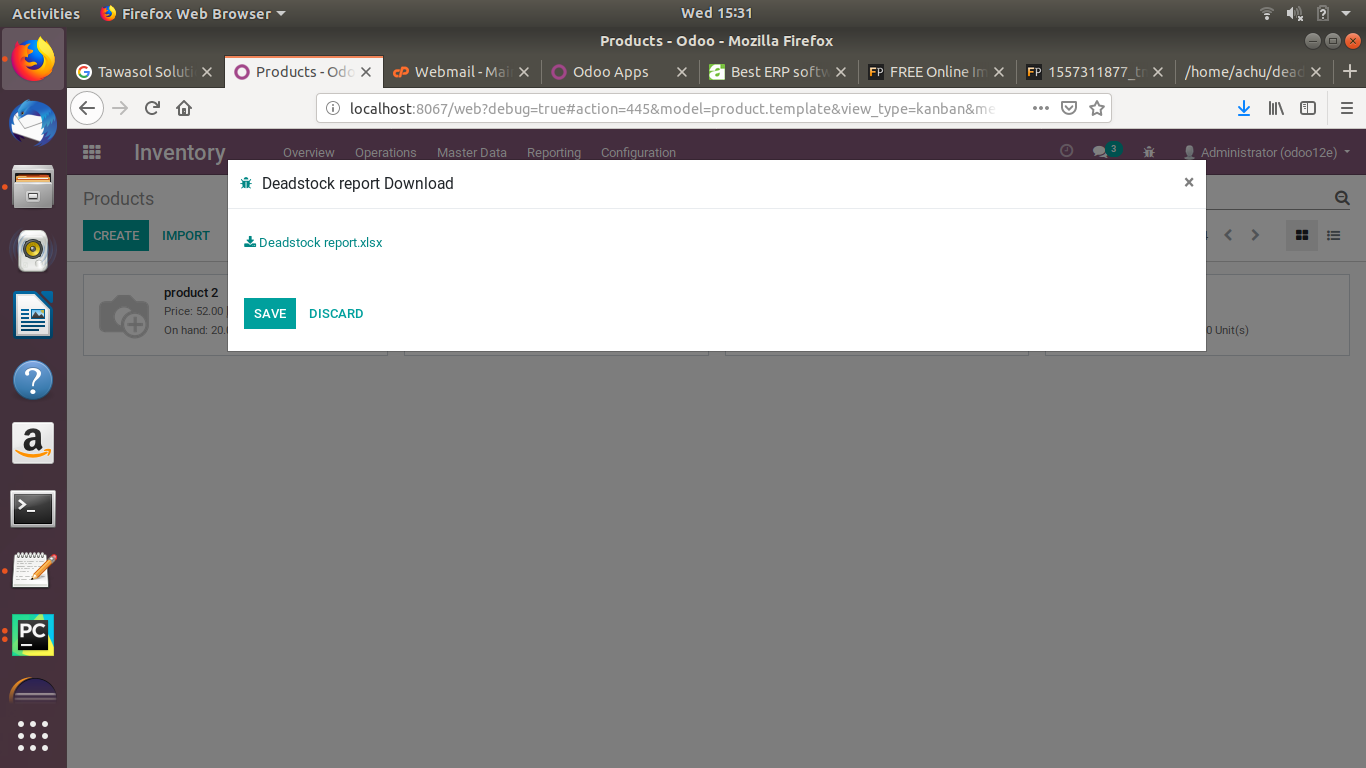 Activities Firefox Web Browser Wed 15:31
Products - Odoo - Mozilla Firefox
Tawasol Soluti Products - Odo Webmail - Mai Odoo Apps Best ERP softw FREE Online Im 1557311877_tr /home/achu/dead
localhost:8067/web?debug=true#action=445&model=product.template&view_type=kanban&me
Inventory Overview Operations Master Data Reporting Configuration 3 Administrator (odoo12e)
Deadstock report Download ×
Products
CREATE IMPORT
Deadstock report.xlsx
product 2
Price: 52.00
On hand: 20.
SAVE DISCARD
0 Unit(s)
PC